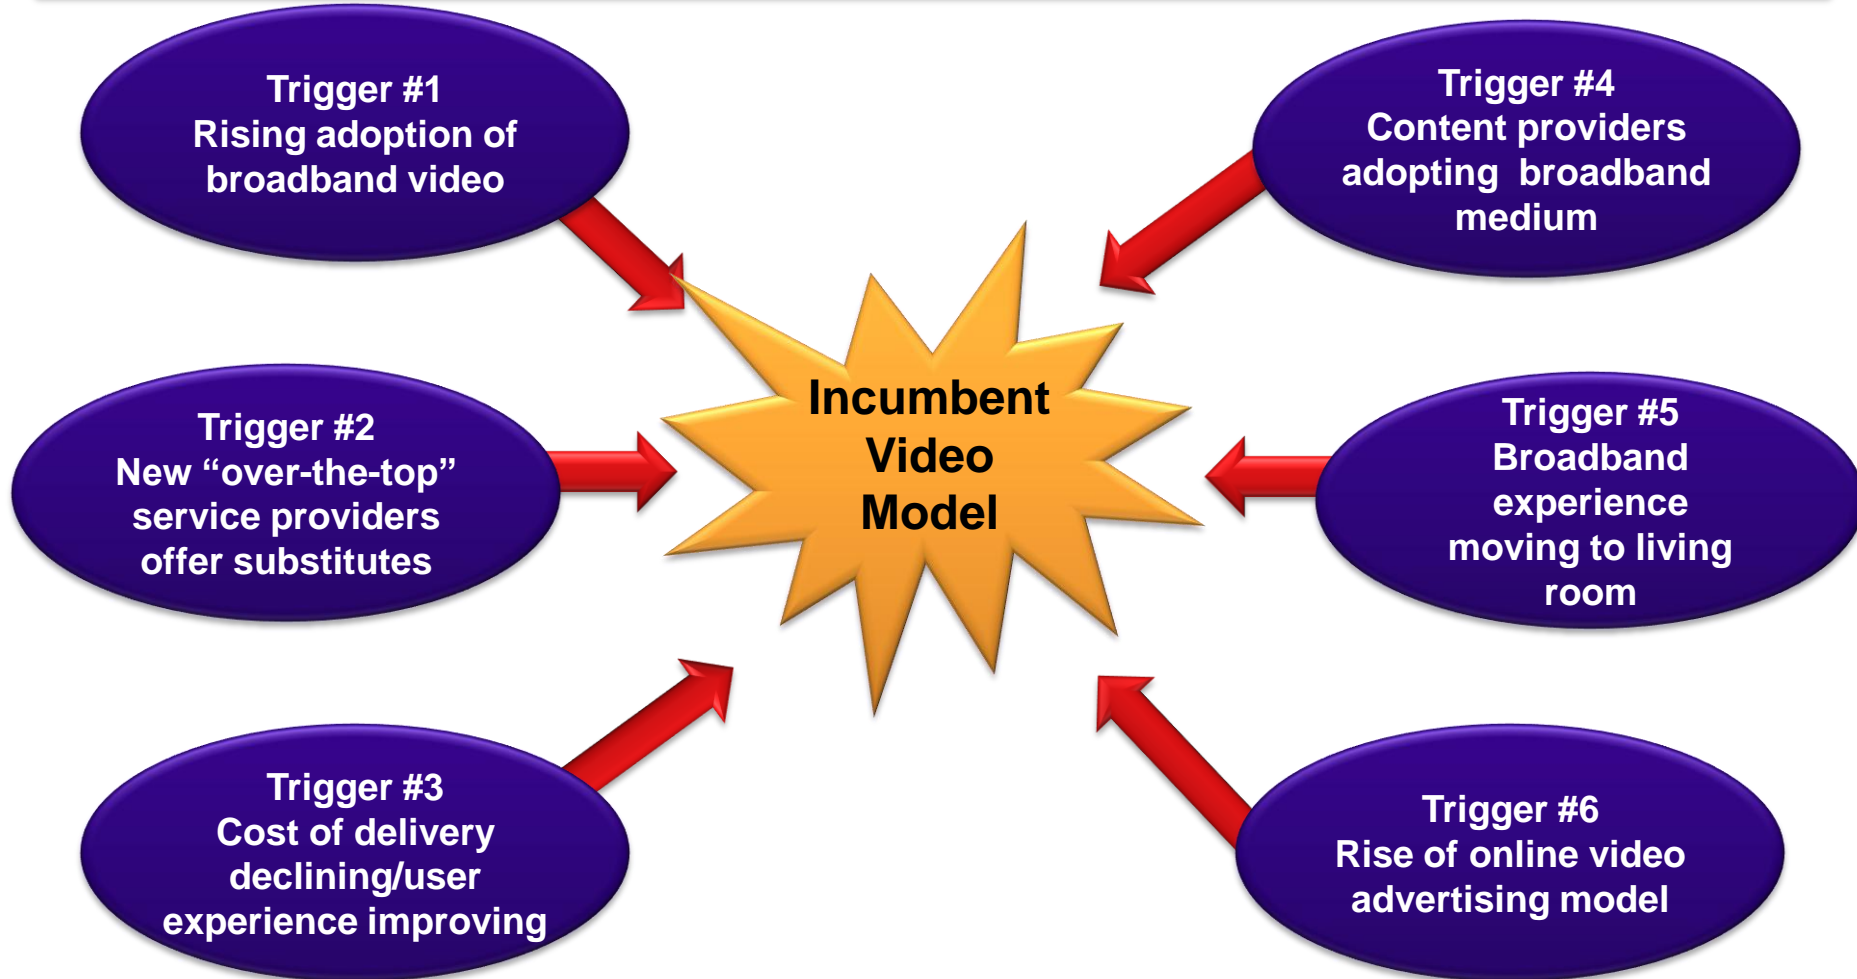 Trigger #1
Rising adoption of
broadband video
Trigger #2
New “over-the-top”
service providers
offer substitutes
Trigger #3
Cost of delivery
declining/user
experience improving
Incumbent
Video
Model
Trigger #4
Content providers
adopting  broadband
medium
Trigger #5
Broadband
experience
moving to living
room
Trigger #6
Rise of online video
advertising model